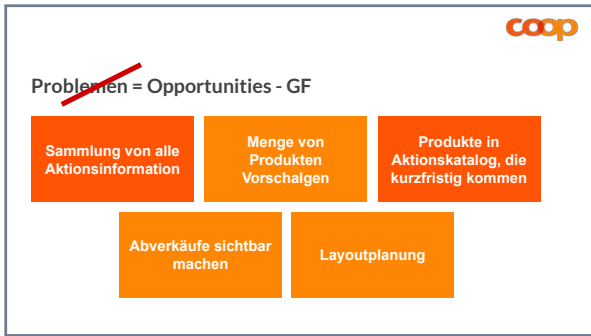 coop
Problemen = Opportunities - GF
Sammlung von alle
Aktionsinformation
Menge von
Produkten
Vorschalgen
Produkte in
Aktionskatalog, die
kurzfristig kommen
Abverkäufe sichtbar
machen
Layoutplanung